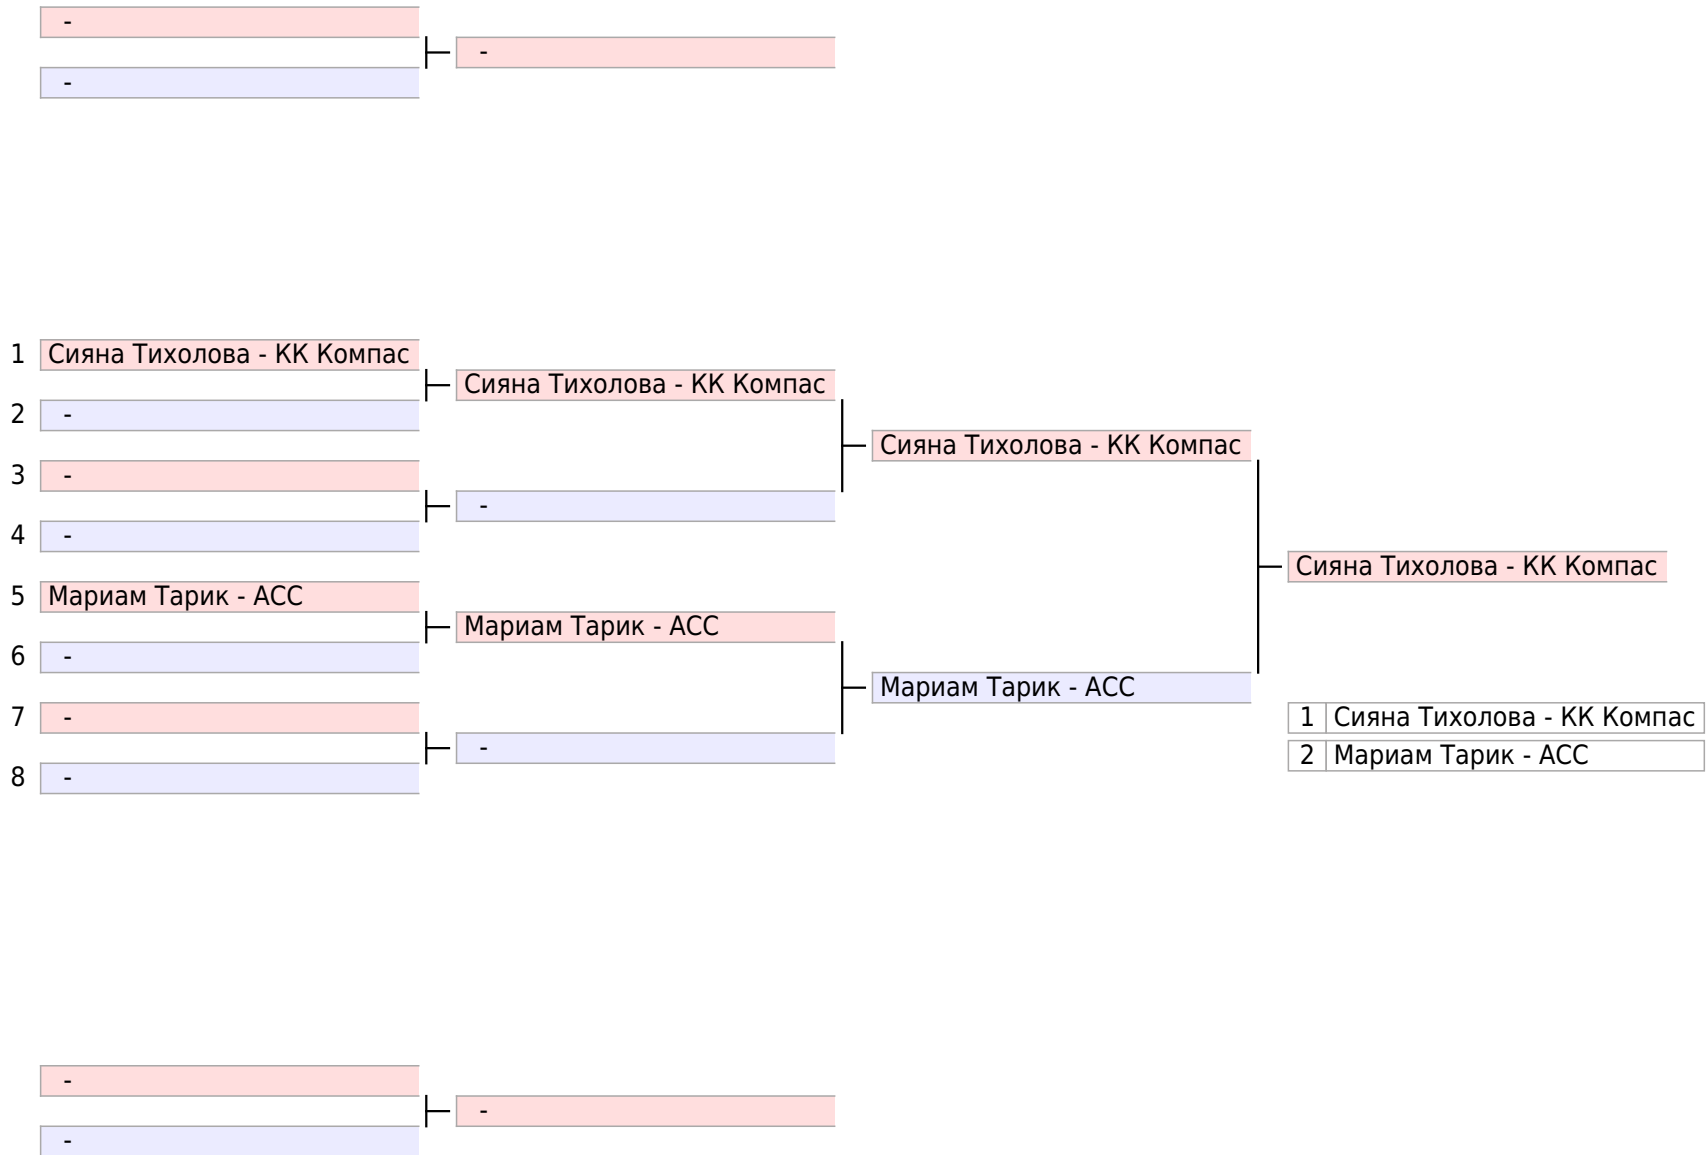 -
-
-
1 Сияна Тихолова - КК Компас
Сияна Тихолова - КК Компас
2 -
Сияна Тихолова - КК Компас
3 -
-
4 -
Сияна Тихолова - КК Компас
5 Мариам Тарик - АСС
Мариам Тарик - АСС
6 -
Мариам Тарик - АСС
7 -
1 Сияна Тихолова - КК Компас
-
2 Мариам Тарик - АСС
8 -
-
-
-